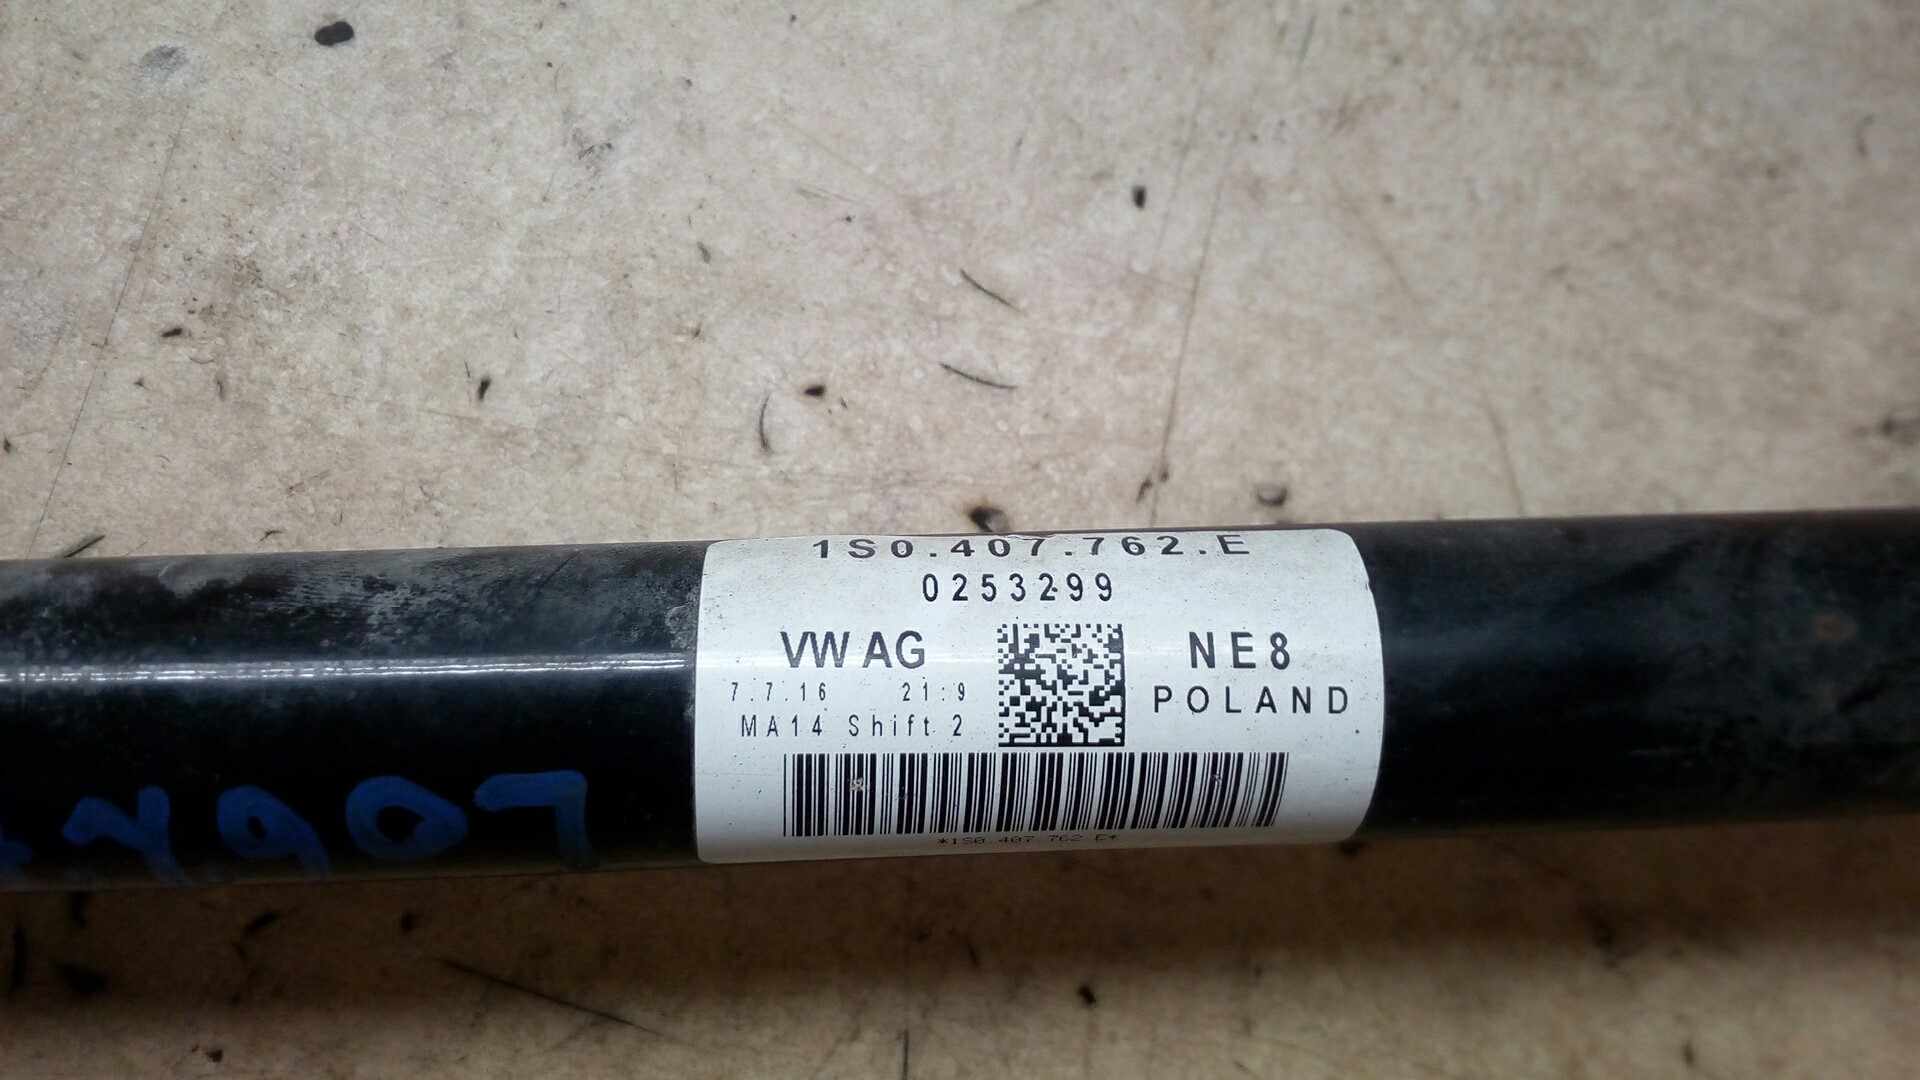 1S0.407.762.E
0253299
VW AG
NE8
7.7.16 21:9
POLAND
MA14 Shift 2
*1S0 407 762 E*